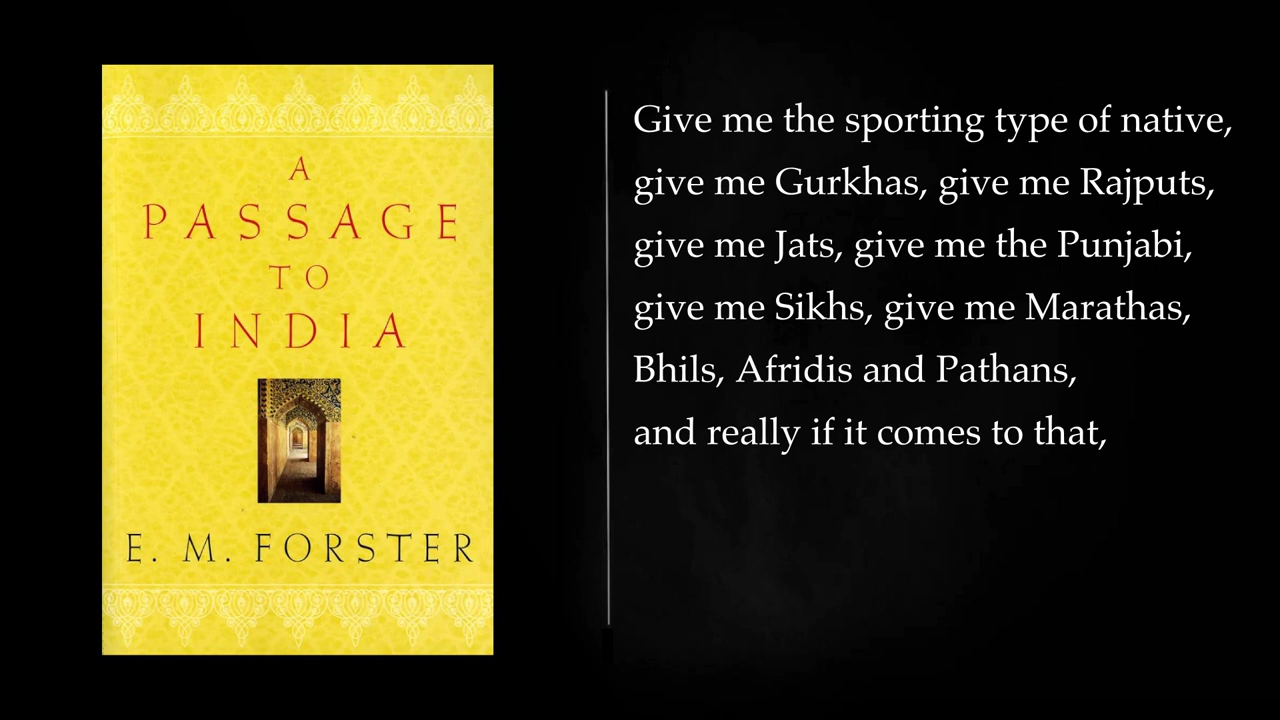 A
PASSAGE
TO
INDIA
E. M. FORSTER
Give me the sporting type of native,
give me Gurkhas, give me Rajputs,
give me Jats, give me the Punjabi,
give me Sikhs, give me Marathas,
Bhils, Afridis and Pathans,
and really if it comes to that,